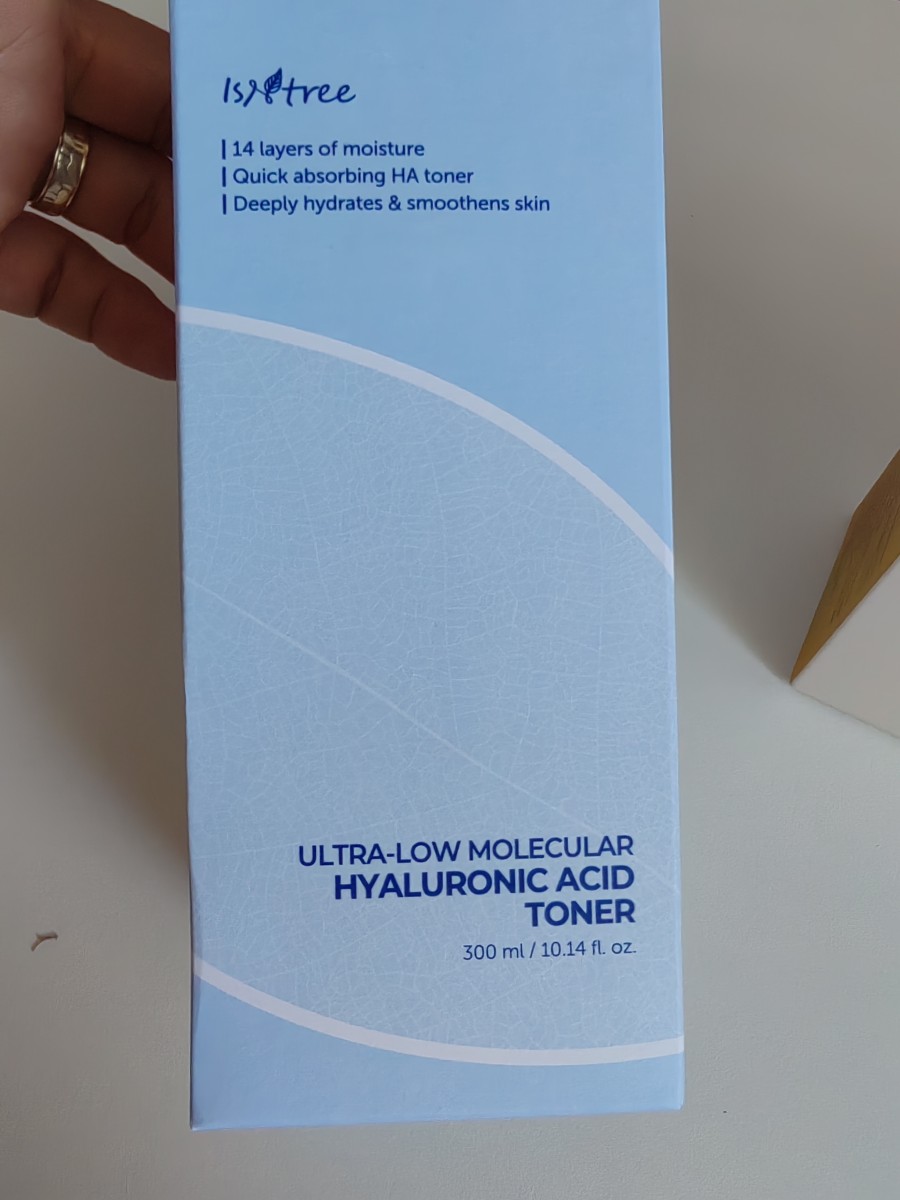 Isntree
14 layers of moisture
Quick absorbing HA toner
Deeply hydrates & smoothens skin
ULTRA-LOW MOLECULAR
HYALURONIC ACID
TONER
300 ml / 10.14 fl. oz.